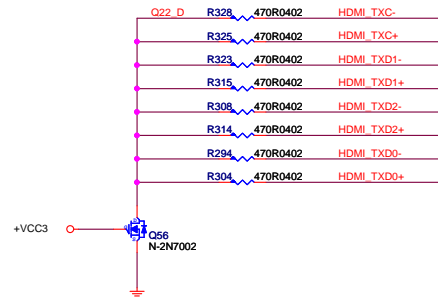 Q22_D R328 470R0402 HDMI_TXC-
R325 470R0402 HDMI_TXC+
R323 470R0402 HDMI_TXD1-
R315 470R0402 HDMI_TXD1+
R308 470R0402 HDMI_TXD2-
R314 470R0402 HDMI_TXD2+
R294 470R0402 HDMI_TXD0-
R304 470R0402 HDMI_TXD0+
+VCC3
Q56
N-2N7002